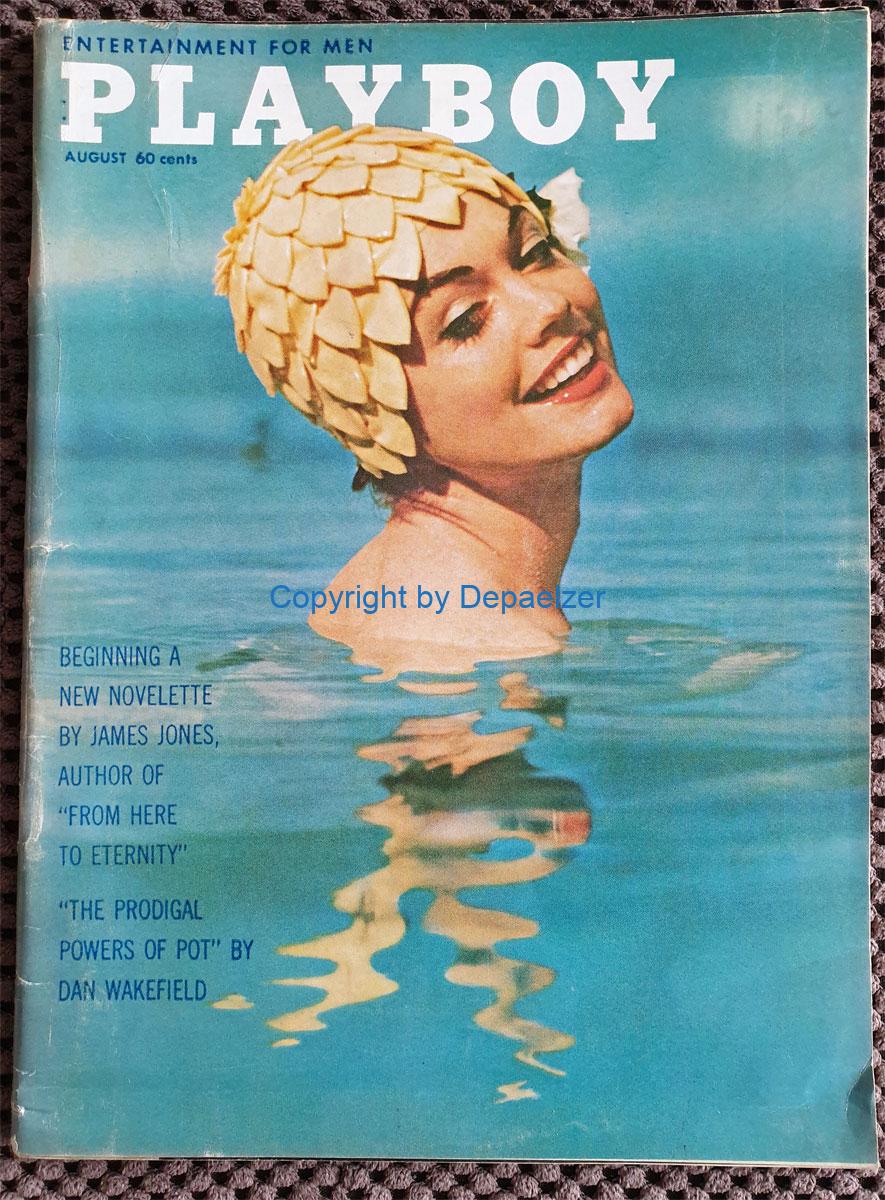 ENTERTAINMENT FOR MEN
PLAYBOY
AUGUST 60 cents
Copyright by Depaelzer
BEGINNING A
NEW NOVELETTE
BY JAMES JONES,
AUTHOR OF
"FROM HERE
TO ETERNITY"
"THE PRODIGAL
POWERS OF POT" BY
DAN WAKEFIELD